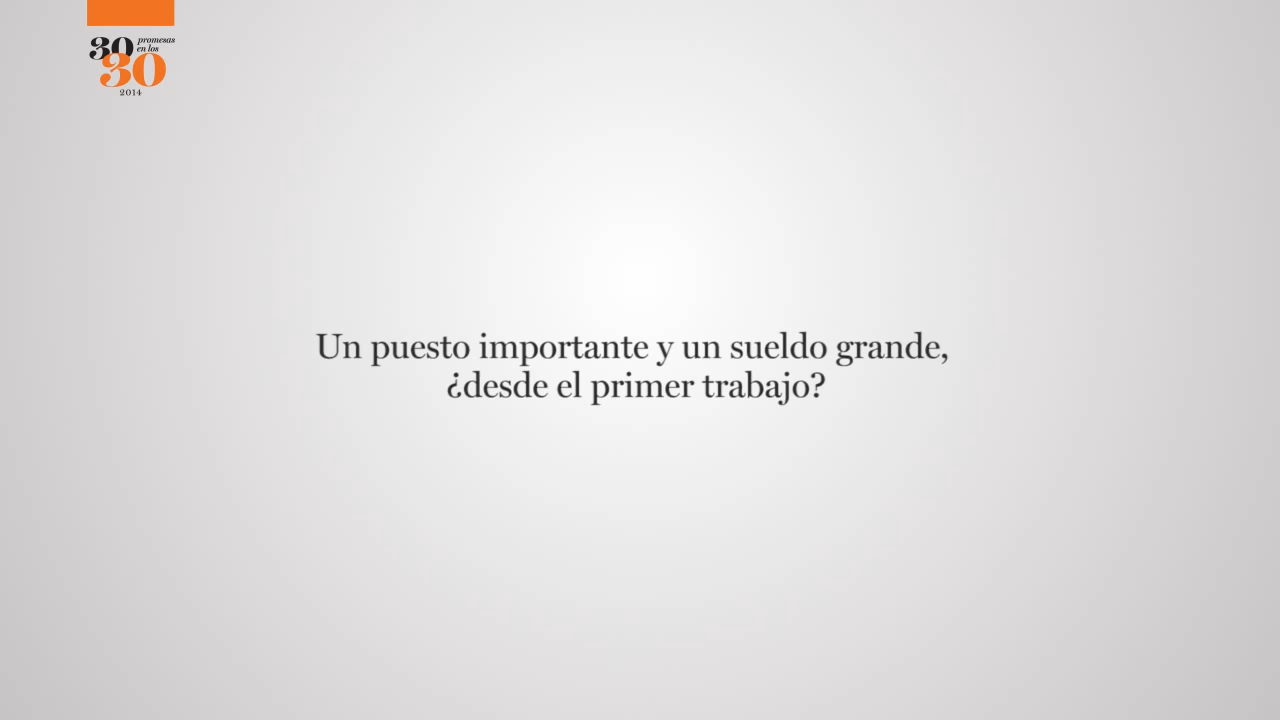 30 promesas
en los
30
2014
Un puesto importante y un sueldo grande,
¿desde el primer trabajo?